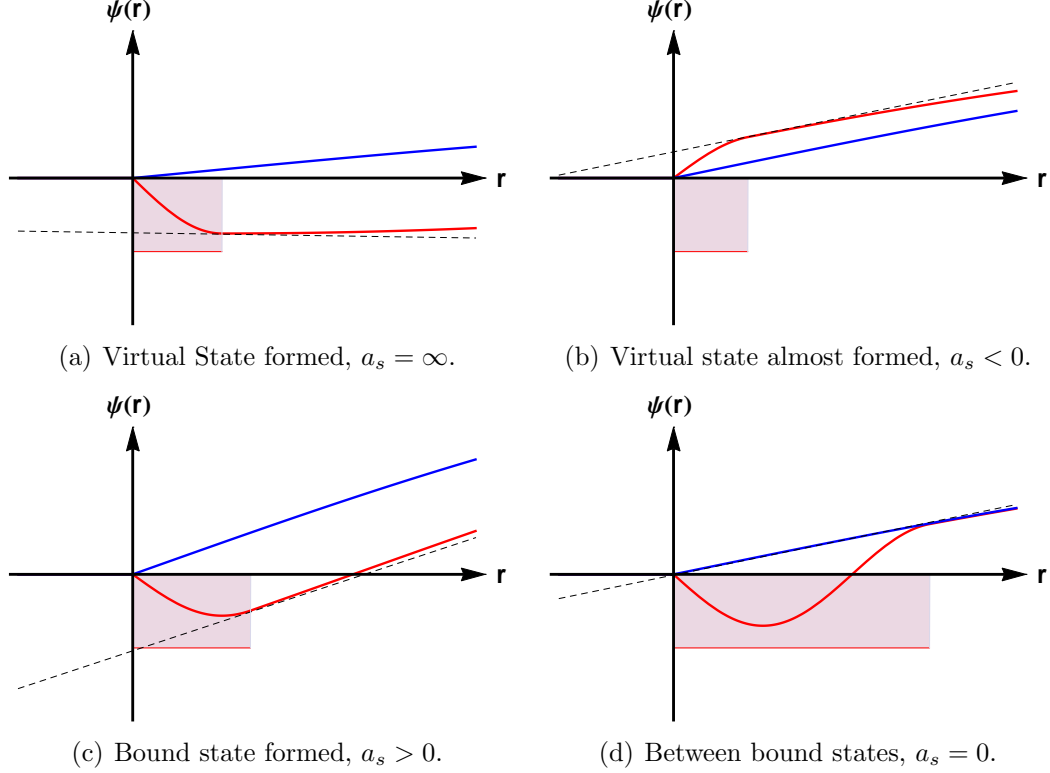 ψ(r)
r
(a) Virtual State formed, a_s = ∞.
ψ(r)
r
(b) Virtual state almost formed, a_s < 0.
ψ(r)
r
(c) Bound state formed, a_s > 0.
ψ(r)
r
(d) Between bound states, a_s = 0.